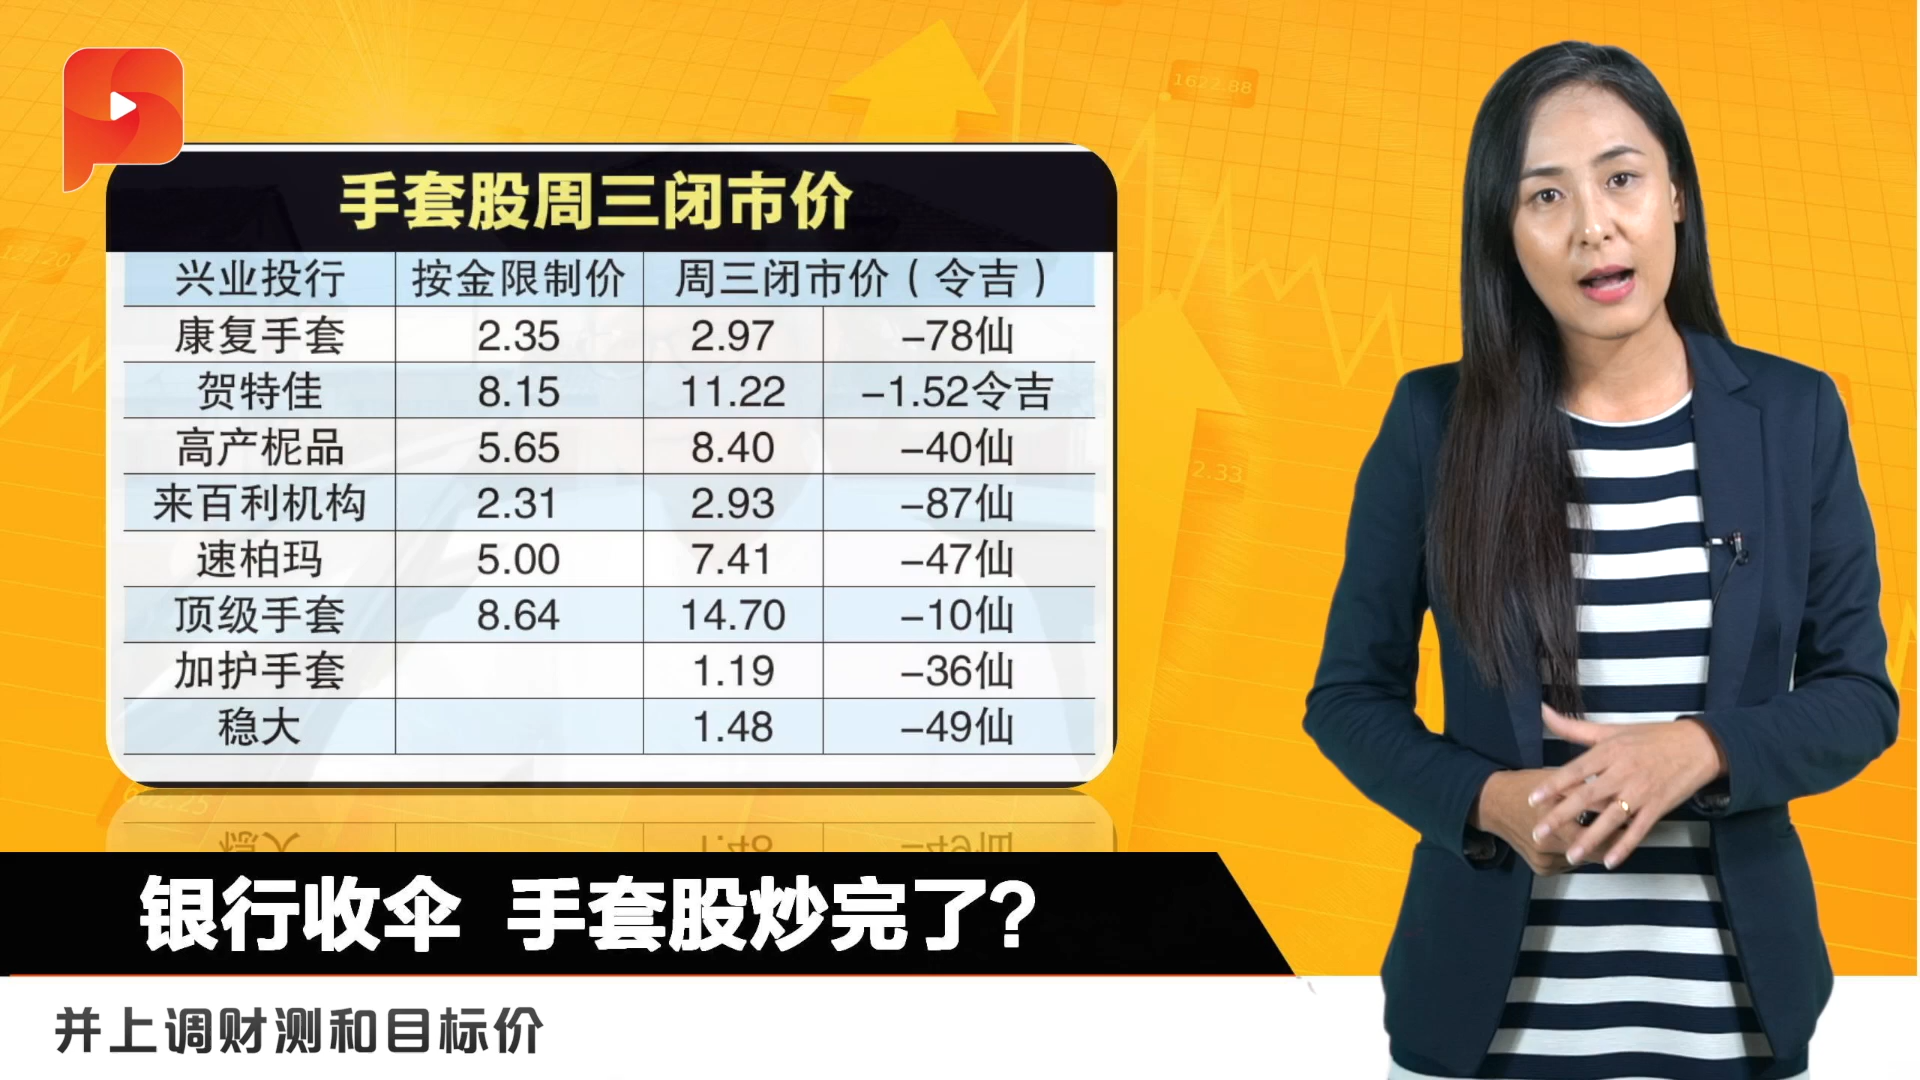 1622.88
手套股周三闭市价
兴业投行 按金限制价 周三闭市价（令吉）
康复手套 2.35 2.97 -78仙
贺特佳 8.15 11.22 -1.52令吉
高产柅品 5.65 8.40 -40仙
来百利机构 2.31 2.93 -87仙
速柏玛 5.00 7.41 -47仙
顶级手套 8.64 14.70 -10仙
加护手套 1.19 -36仙
稳大 1.48 -49仙
2.33
银行收伞 手套股炒完了？
并上调财测和目标价